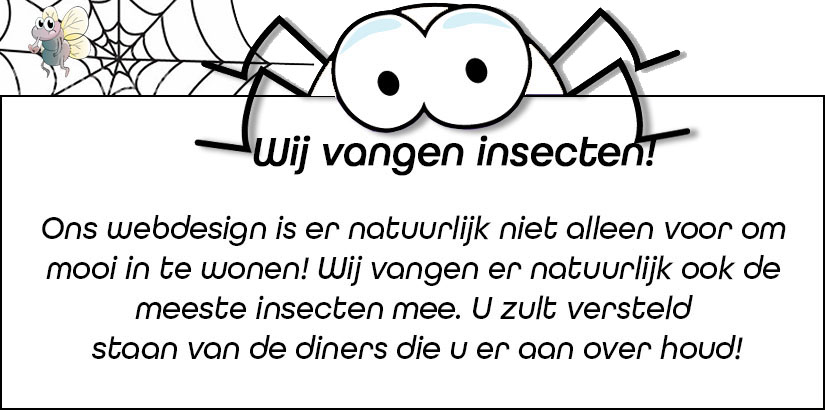 Wij vangen insecten!
Ons webdesign is er natuurlijk niet alleen voor om
mooi in te wonen! Wij vangen er natuurlijk ook de
meeste insecten mee. U zult versteld
staan van de diners die u er aan over houd!